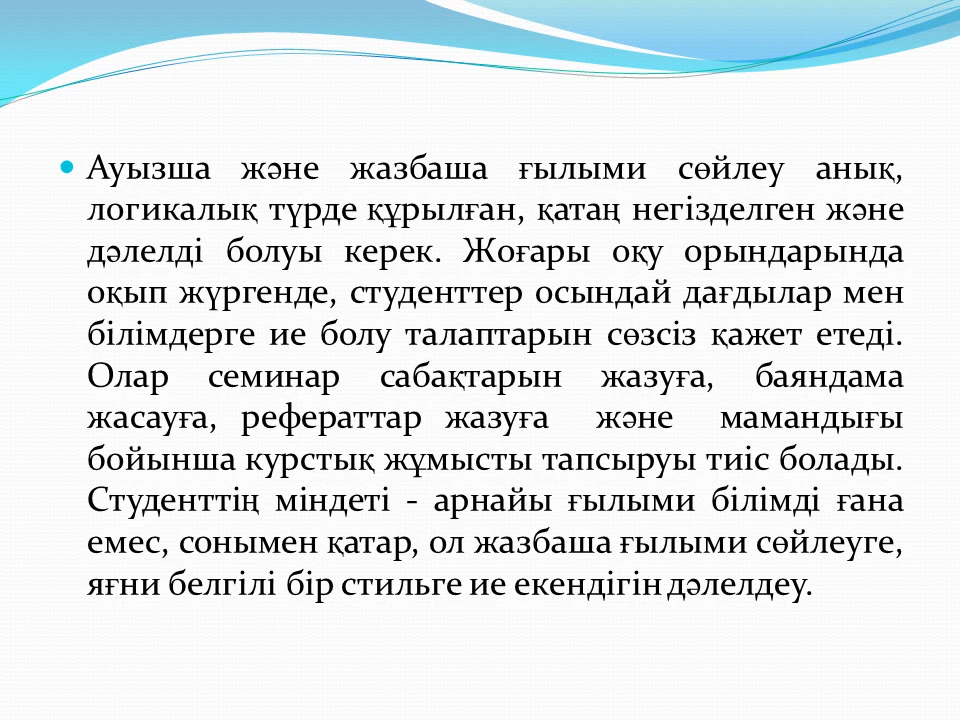 Ауызша және жазбаша ғылыми сөйлеу анық,
логикалық түрде құрылған, қатаң негізделген және
дәлелді болуы керек. Жоғары оқу орындарында
оқып жүргенде, студенттер осындай дағдылар мен
білімдерге ие болу талаптарын сөзсіз қажет етеді.
Олар семинар сабақтарын жазуға, баяндама
жасауға, рефераттар жазуға және мамандығы
бойынша курстық жұмысты тапсыруы тиіс болады.
Студенттің міндеті - арнайы ғылыми білімді ғана
емес, сонымен қатар, ол жазбаша ғылыми сөйлеуге,
яғни белгілі бір стильге ие екендігін дәлелдеу.